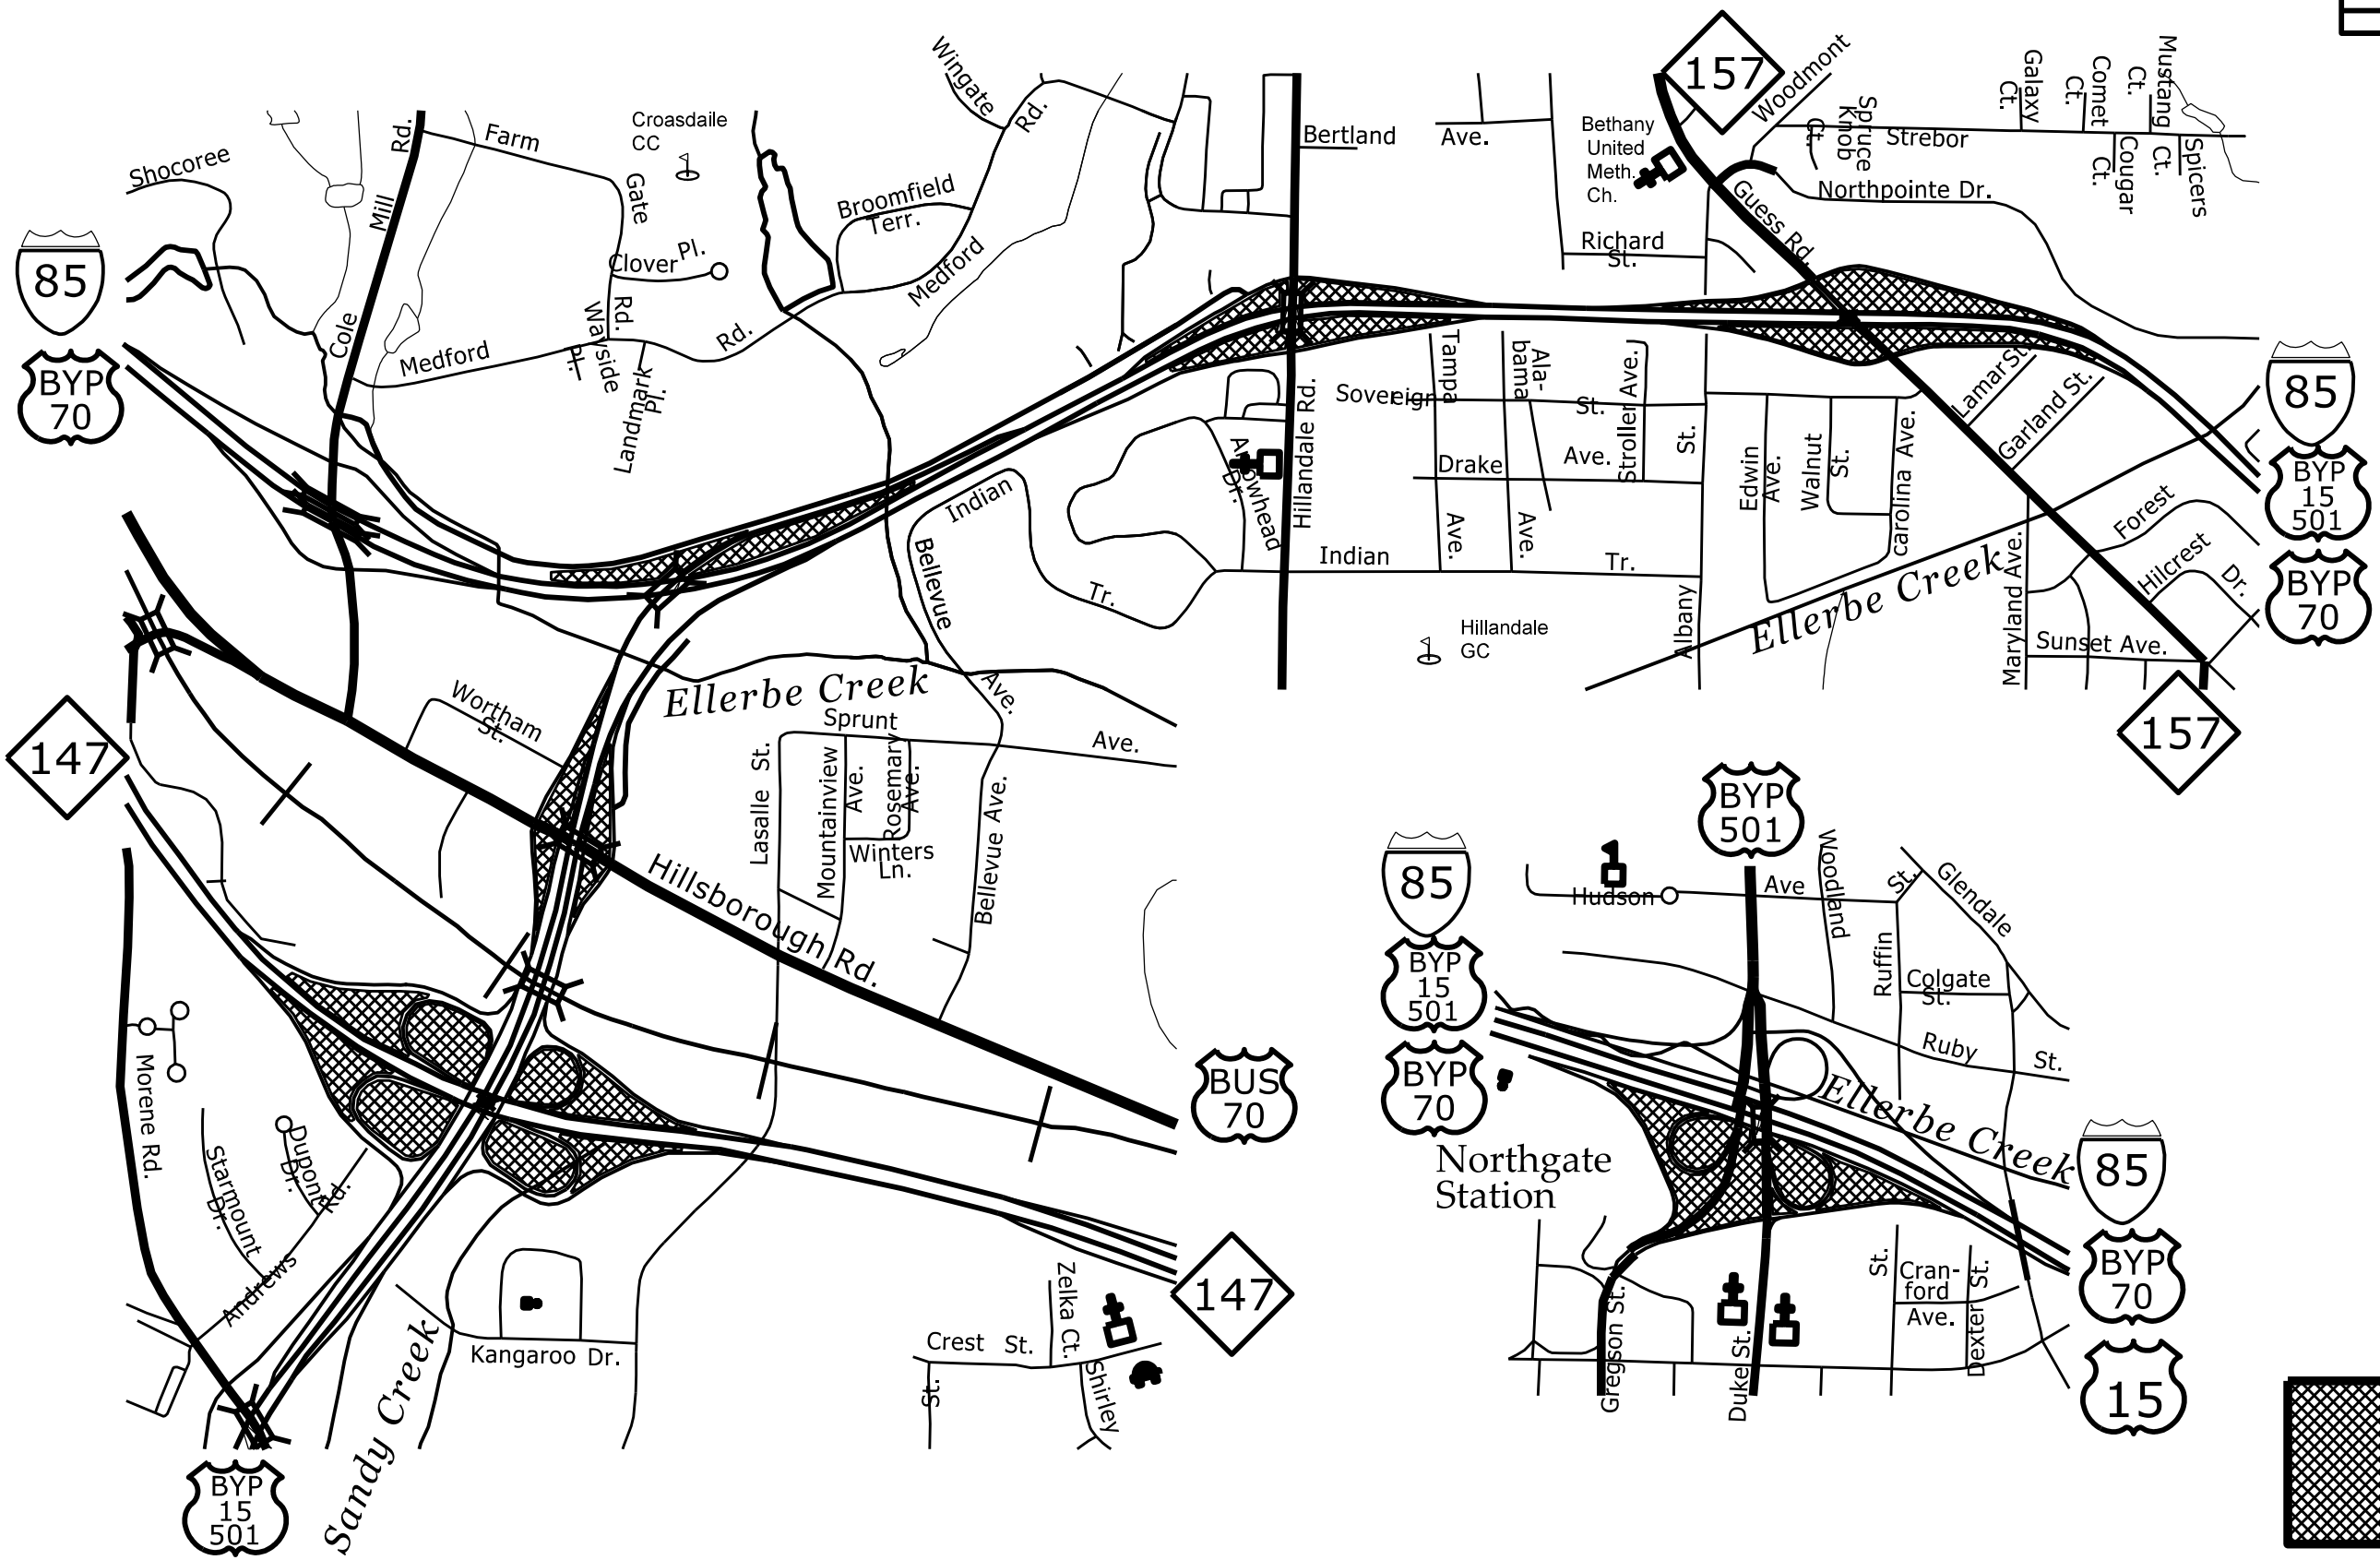 157
Woodmont
Galaxy
Ct.
Comet
Ct.
Mustang
Ct.
Wingate
Rd.
Croasdaile
CC
Rd.
Farm
Shocoree
Bertland
Ave.
Bethany
United
Meth.
Ch.
Spruce
Knob
Ct.
Strebor
Cougar
Ct.
Spicers
Ct.
Northpointe Dr.
Guess Rd.
Mill
Gate
Broomfield
Terr.
Clover Pl.
Medford
Richard
St.
85
BYP
70
Cole
Medford
Rd.
Wayside
Pl.
Rd.
Landmark
Pl.
Tampa
Ala-
bama
Stroller Ave.
Sovereign
St.
Lamar St.
Garland St.
85
BYP
15
501
BYP
70
Hillandale Rd.
Arrowhead
Dr.
Drake
Ave.
St.
Edwin
Ave.
Walnut
St.
Carolina Ave.
Indian
Bellevue
Tr.
Indian
Tr.
Ave.
Ave.
Albany
Ellerbe Creek
Maryland Ave.
Forest
Hilcrest
Dr.
Sunset Ave.
Hillandale
GC
157
147
Wortham
St.
Ellerbe Creek
Ave.
Sprunt
Ave.
Lasalle St.
Mountainview
Ave.
Rosemary
Ave.
Winters
Ln.
Bellevue Ave.
Hillsborough Rd.
BUS
70
Morene Rd.
Starmount
Dr.
Dupont
Dr.
Rd.
Andrews
Sandy Creek
Kangaroo Dr.
Crest St.
St.
Zelka Ct.
Shirley
147
BYP
15
501
BYP
501
85
BYP
15
501
BYP
70
Hudson
Ave
Woodland
St.
Glendale
Ruffin
Colgate
St.
Ruby
St.
Ellerbe Creek
Northgate
Station
85
BYP
70
15
Gregson St.
Duke St.
St.
Cran-
ford
Ave.
Dexter St.